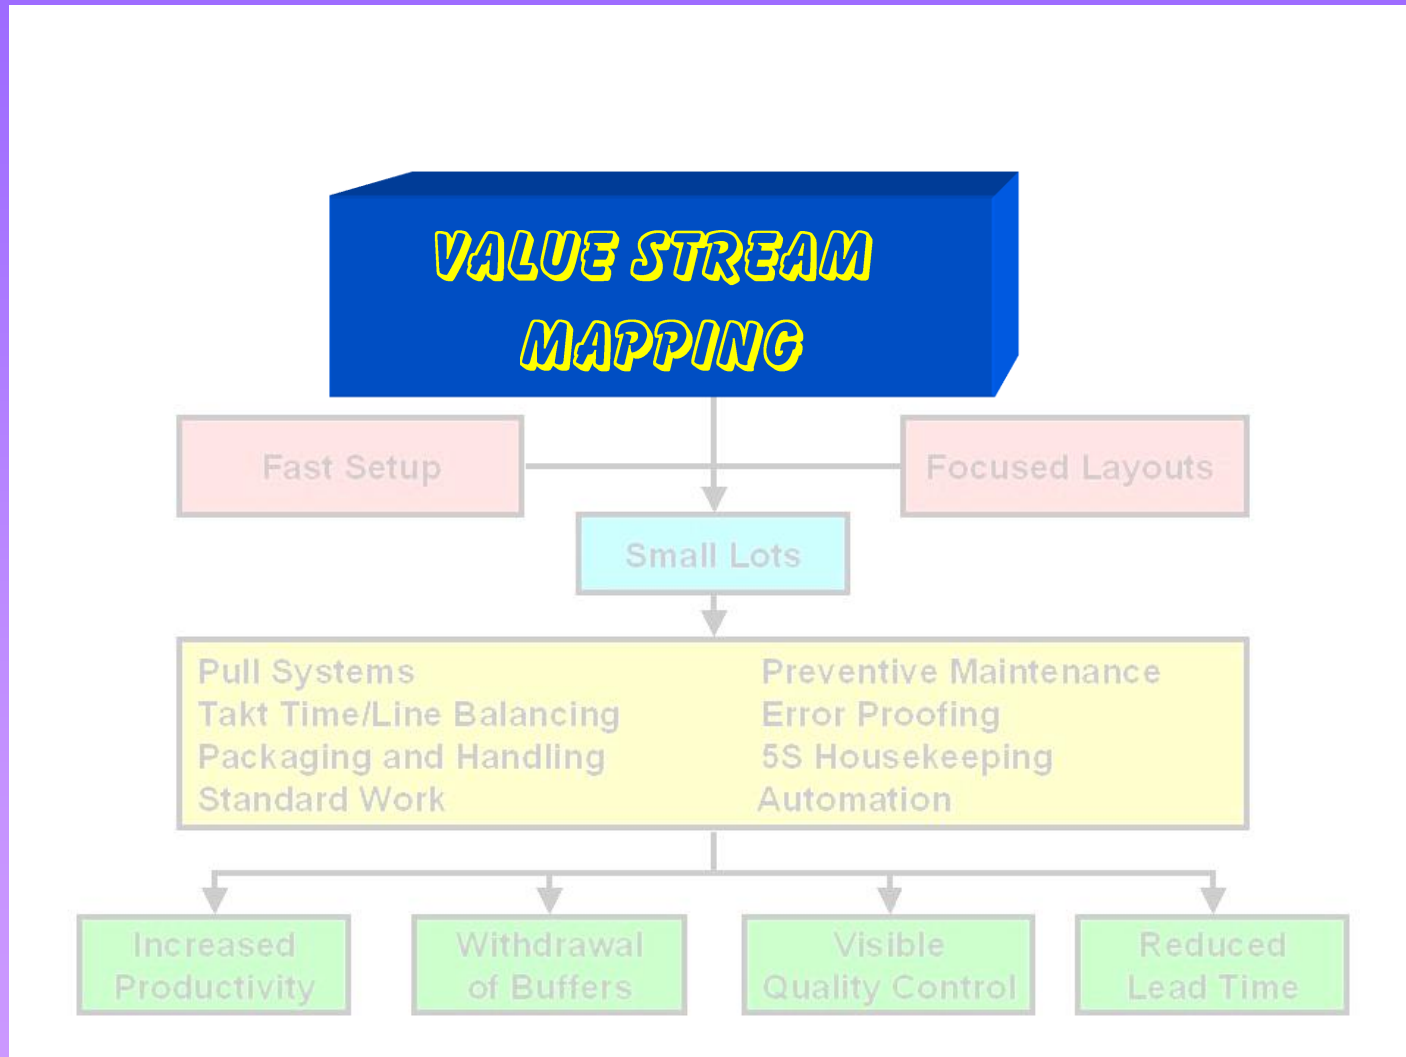 VALUE STREAM
MAPPING
Fast Setup
Focused Layouts
Small Lots
Pull Systems
Takt Time/Line Balancing
Packaging and Handling
Standard Work
Preventive Maintenance
Error Proofing
5S Housekeeping
Automation
Increased
Productivity
Withdrawal
of Buffers
Visible
Quality Control
Reduced
Lead Time